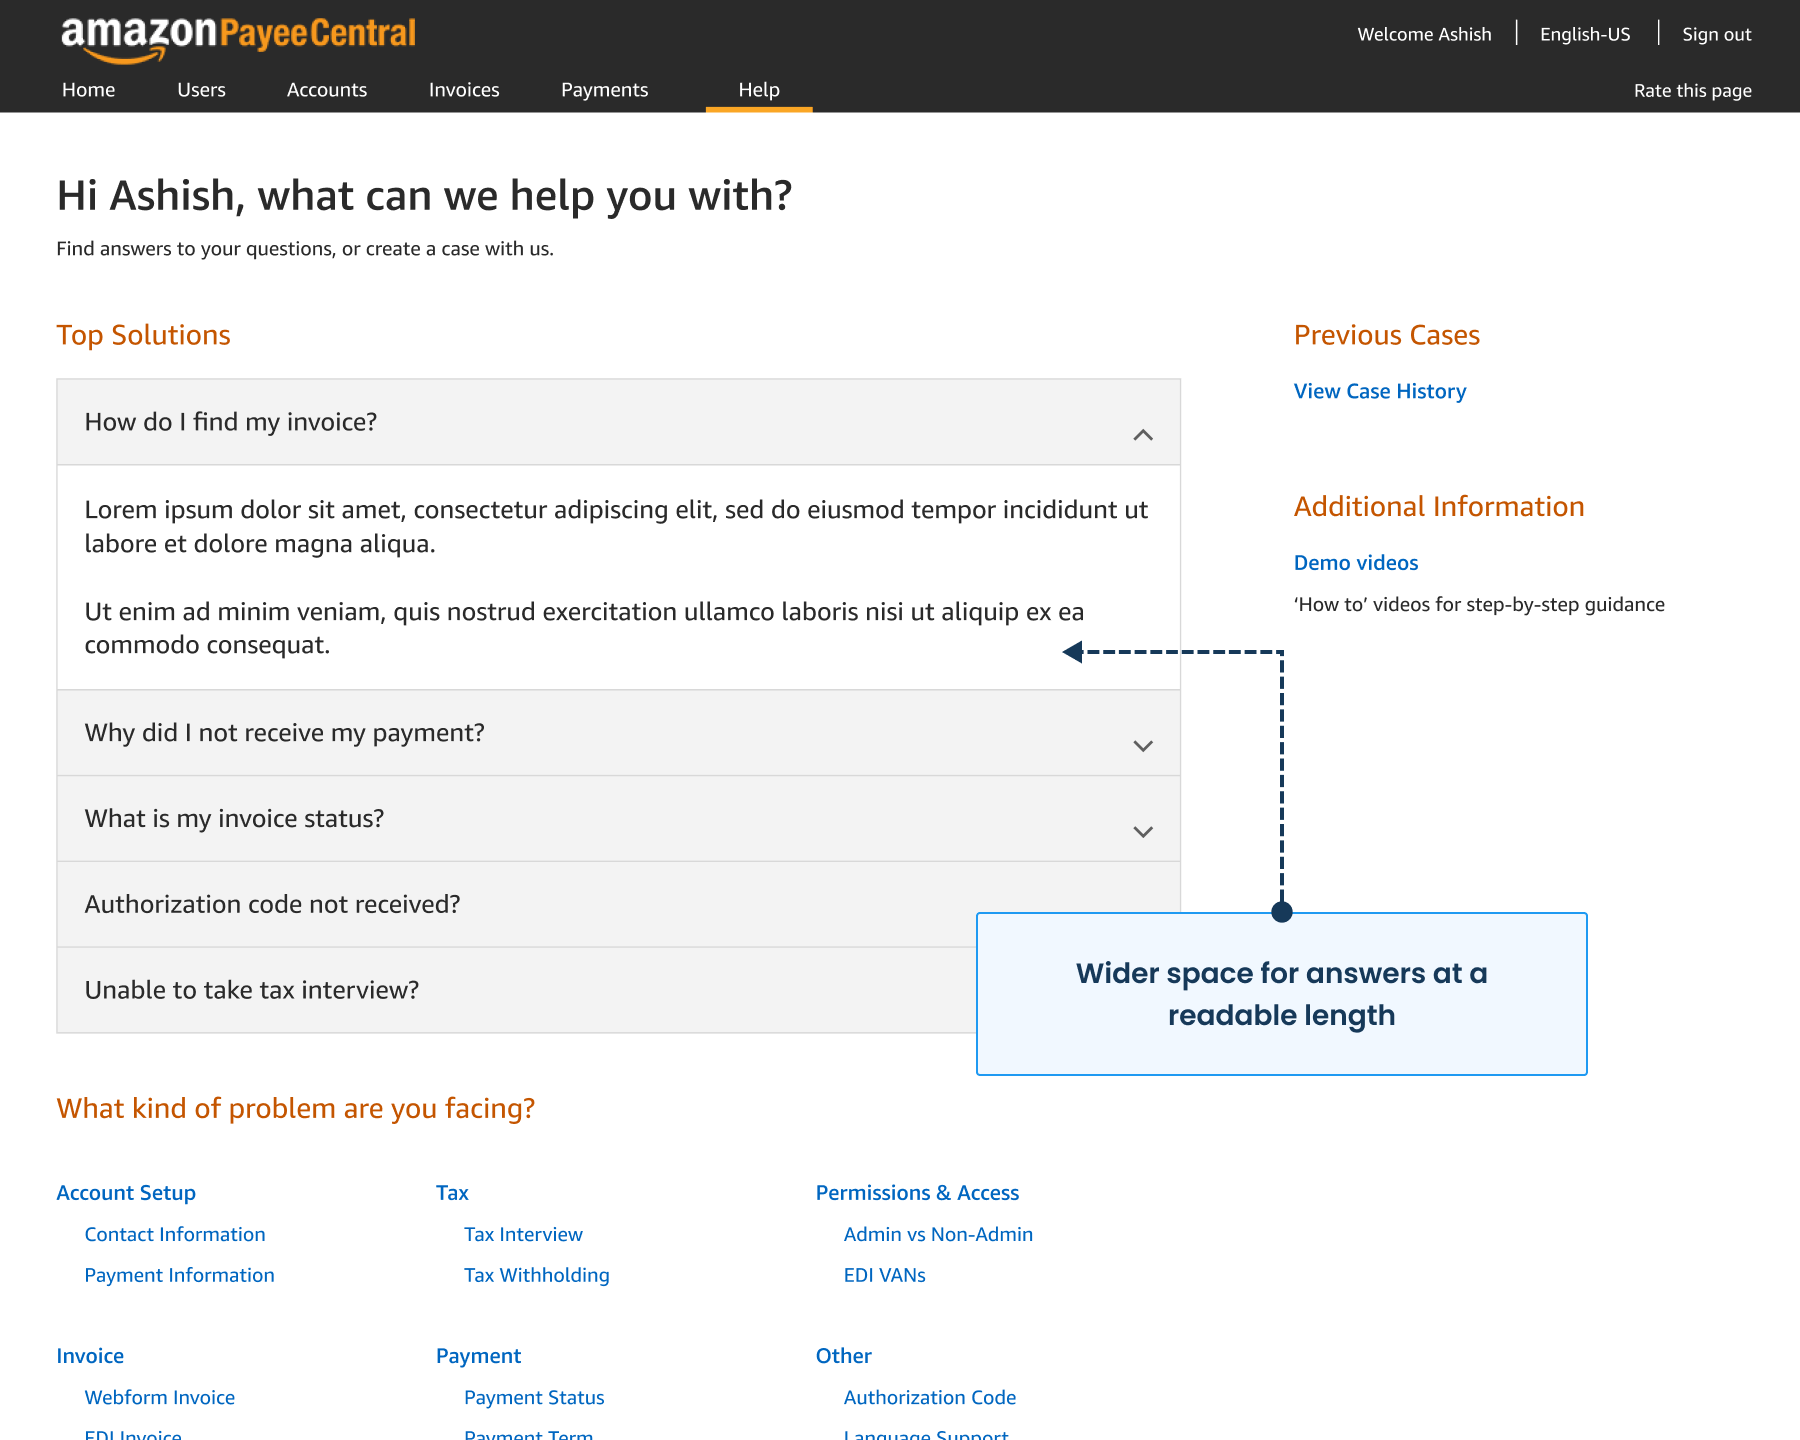 amazonPayeeCentral
Welcome Ashish
English-US
Sign out
Home
Users
Accounts
Invoices
Payments
Help
Rate this page
Hi Ashish, what can we help you with?
Find answers to your questions, or create a case with us.
Top Solutions
How do I find my invoice?
Lorem ipsum dolor sit amet, consectetur adipiscing elit, sed do eiusmod tempor incididunt ut
labore et dolore magna aliqua.
Ut enim ad minim veniam, quis nostrud exercitation ullamco laboris nisi ut aliquip ex ea
commodo consequat.
Why did I not receive my payment?
What is my invoice status?
Authorization code not received?
Unable to take tax interview?
Previous Cases
View Case History
Additional Information
Demo videos
‘How to’ videos for step-by-step guidance
Wider space for answers at a
readable length
What kind of problem are you facing?
Account Setup
Contact Information
Payment Information
Tax
Tax Interview
Tax Withholding
Permissions & Access
Admin vs Non-Admin
EDI VANs
Invoice
Webform Invoice
EDI Invoice
Payment
Payment Status
Payment Term
Other
Authorization Code
Language Support